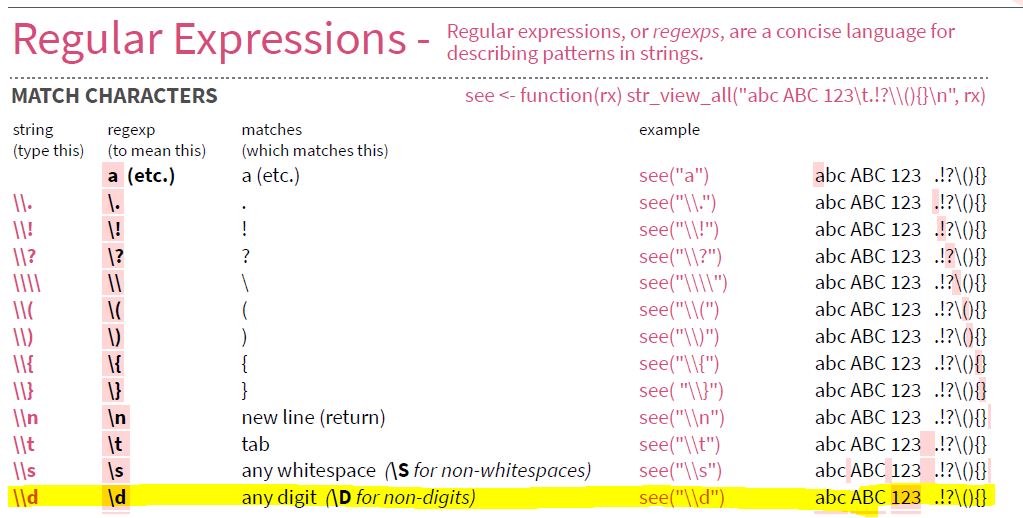 Regular Expressions - Regular expressions, or regexps, are a concise language for
describing patterns in strings.
MATCH CHARACTERS see <- function(rx) str_view_all("abc ABC 123\t.!?\\(){}\n", rx)
string regexp matches example
(type this) (to mean this) (which matches this)
a (etc.) a (etc.) see("a") abc ABC 123 .!?\(){}
\\. \. . see("\\.") abc ABC 123 .!?\(){}
\\! \! ! see("\\!") abc ABC 123 .!?\(){}
\\? \? ? see("\\?") abc ABC 123 .!?\(){}
\\\\ \\ \ see("\\\\") abc ABC 123 .!?\(){}
\\( \( ( see("\\(") abc ABC 123 .!?\(){}
\\) \) ) see("\\)") abc ABC 123 .!?\(){}
\\{ \{ { see("\\{") abc ABC 123 .!?\(){}
\\} \} } see( "\\}") abc ABC 123 .!?\(){}
\\n \n new line (return) see("\\n") abc ABC 123 .!?\(){}
\\t \t tab see("\\t") abc ABC 123 .!?\(){}
\\s \s any whitespace (\S for non-whitespaces) see("\\s") abc ABC 123 .!?\(){}
\\d \d any digit (\D for non-digits) see("\\d") abc ABC 123 .!?\(){}